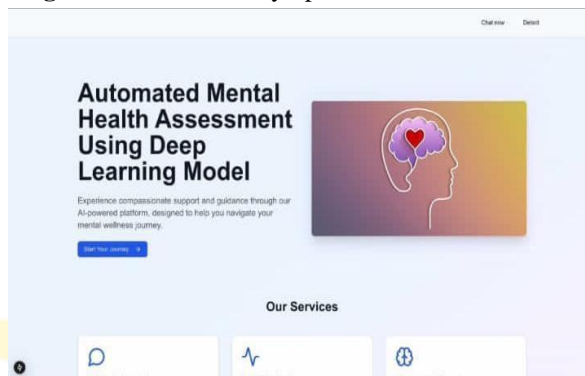 Chat now Detect
Automated Mental
Health Assessment
Using Deep
Learning Model
Experience compassionate support and guidance through our
AI-powered platform, designed to help you navigate your
mental wellness journey.
Start Your Journey →
Our Services